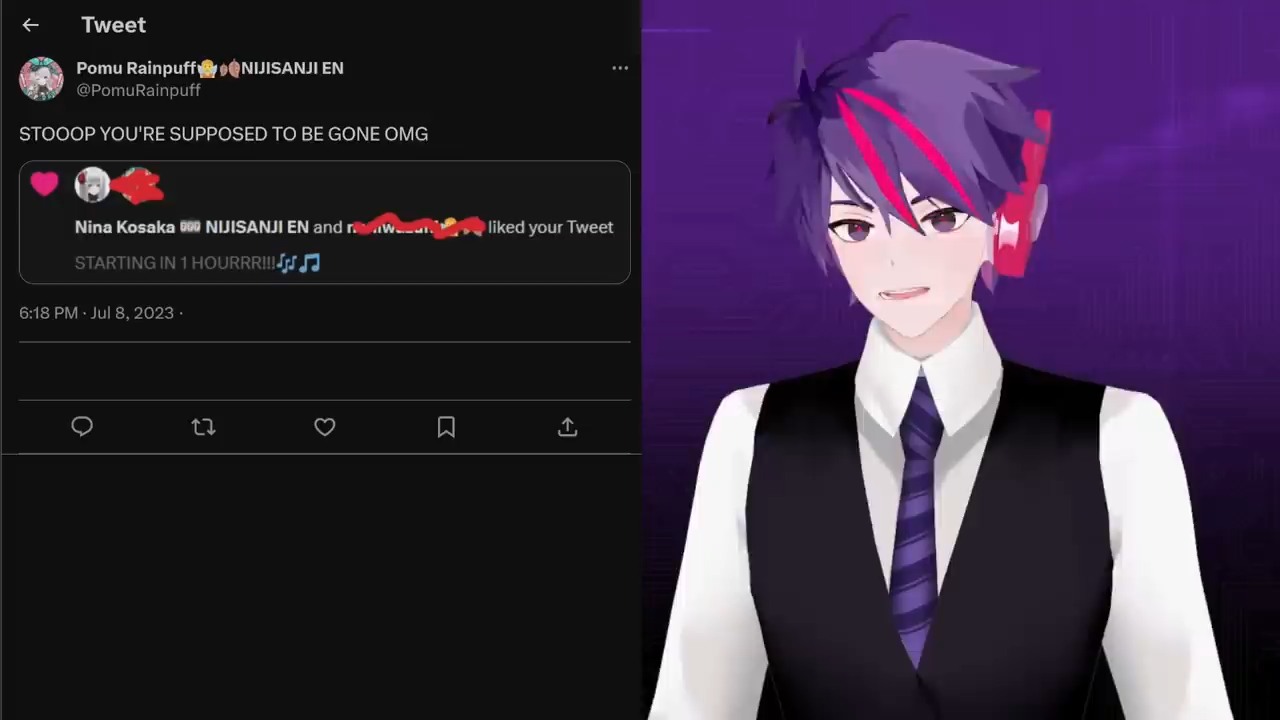 Tweet
Pomu Rainpuff🧚🍂NIJISANJI EN
@PomuRainpuff
STOOOP YOU'RE SUPPOSED TO BE GONE OMG
Nina Kosaka NIJISANJI EN and liked your Tweet
STARTING IN 1 HOURRR!!!🎶🎵
6:18 PM · Jul 8, 2023 ·